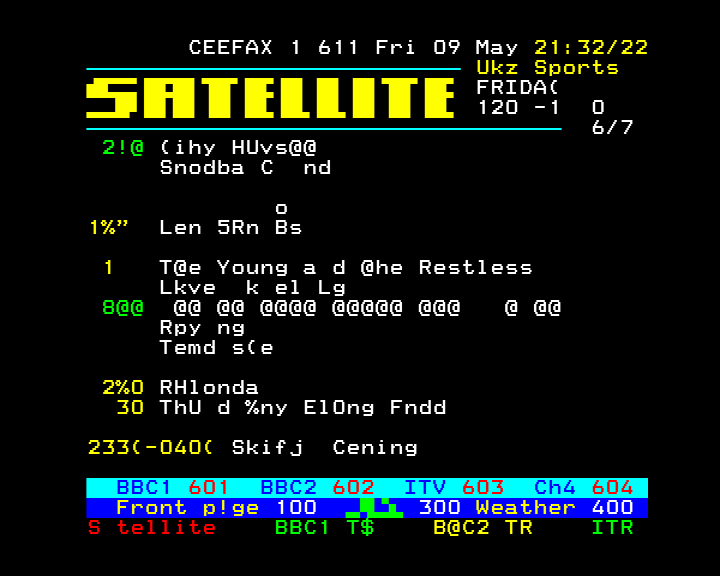 CEEFAX 1 611 Fri 09 May 21:32/22
Ukz Sports
SATELLITE FRIDA(
120 -1 0
6/7
2!@ (ihy HUvs@@
Snodba C nd
o
1%" Len 5Rn Bs
1 T@e Young a d @he Restless
Lkve k el Lg
8@@ @@ @@ @@@@ @@@@@ @@@ @ @@
Rpy ng
Temd s(e
2%0 RHlonda
30 ThU d %ny ElOng Fndd
233(-040( Skifj Cening
BBC1 601 BBC2 602 ITV 603 Ch4 604
Front p!ge 100 300 Weather 400
S tellite BBC1 T$ B@C2 TR ITR